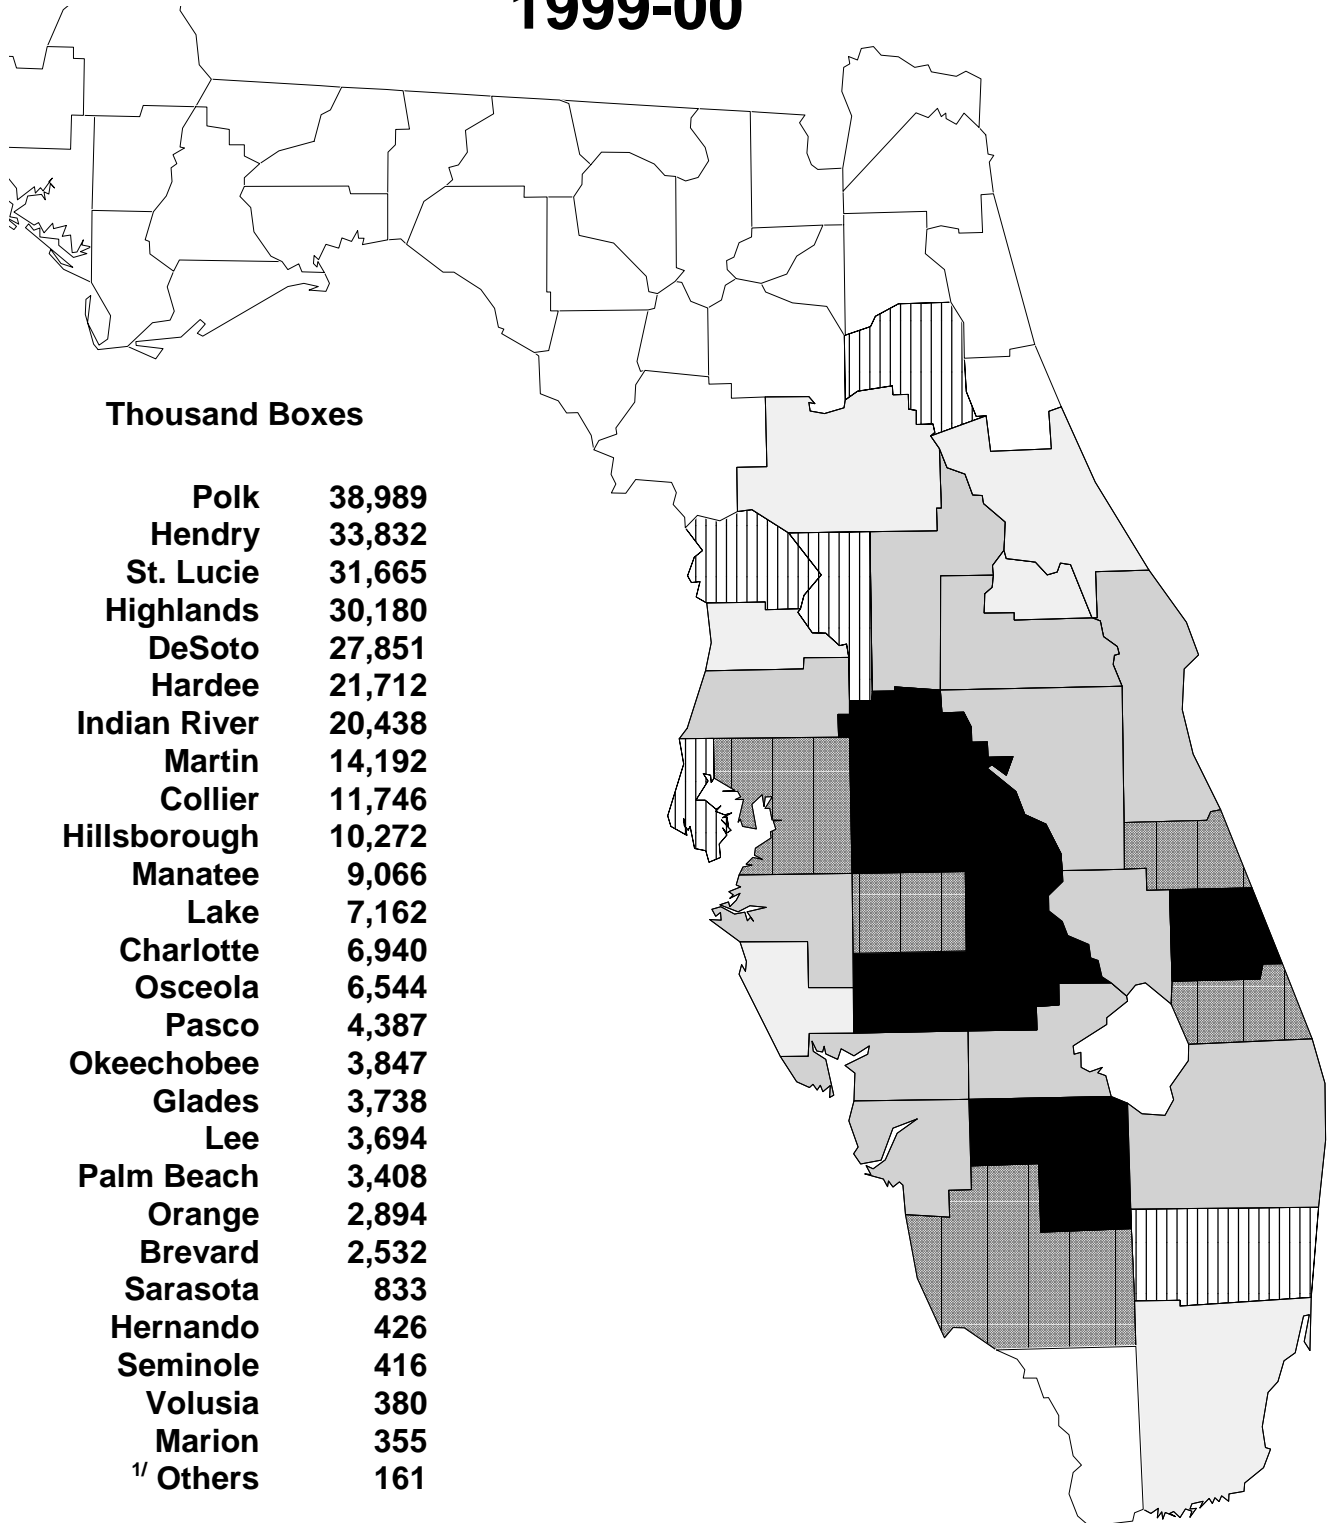 1999-00
Thousand Boxes
Polk 38,989
Hendry 33,832
St. Lucie 31,665
Highlands 30,180
DeSoto 27,851
Hardee 21,712
Indian River 20,438
Martin 14,192
Collier 11,746
Hillsborough 10,272
Manatee 9,066
Lake 7,162
Charlotte 6,940
Osceola 6,544
Pasco 4,387
Okeechobee 3,847
Glades 3,738
Lee 3,694
Palm Beach 3,408
Orange 2,894
Brevard 2,532
Sarasota 833
Hernando 426
Seminole 416
Volusia 380
Marion 355
1/ Others 161